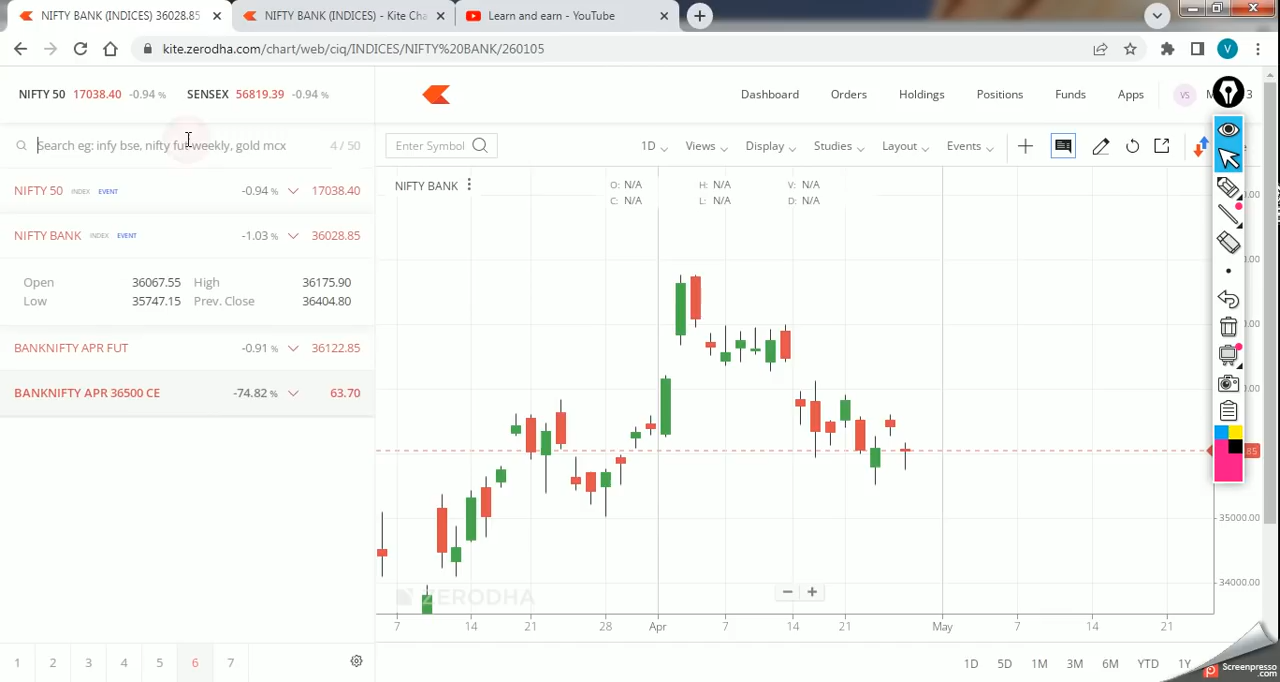 NIFTY BANK (INDICES) 36028.85
NIFTY BANK (INDICES) - Kite Cha
Learn and earn - YouTube
kite.zerodha.com/chart/web/ciq/INDICES/NIFTY%20BANK/260105
V
NIFTY 50 17038.40 -0.94 % SENSEX 56819.39 -0.94 %
Dashboard Orders Holdings Positions Funds Apps VS
Search eg: infy bse, nifty fut weekly, gold mcx 4 / 50
Enter Symbol 1D Views Display Studies Layout Events
NIFTY 50 INDEX EVENT -0.94 % 17038.40
NIFTY BANK INDEX EVENT -1.03 % 36028.85
Open 36067.55 High 36175.90
Low 35747.15 Prev. Close 36404.80
BANKNIFTY APR FUT -0.91 % 36122.85
BANKNIFTY APR 36500 CE -74.82 % 63.70
NIFTY BANK O: N/A H: N/A V: N/A
C: N/A L: N/A D: N/A
35000.00
34000.00
ZERODHA
7 14 21 28 Apr 7 14 21 May 7 14 21
1 2 3 4 5 6 7
1D 5D 1M 3M 6M YTD 1Y
Screenpresso
.com